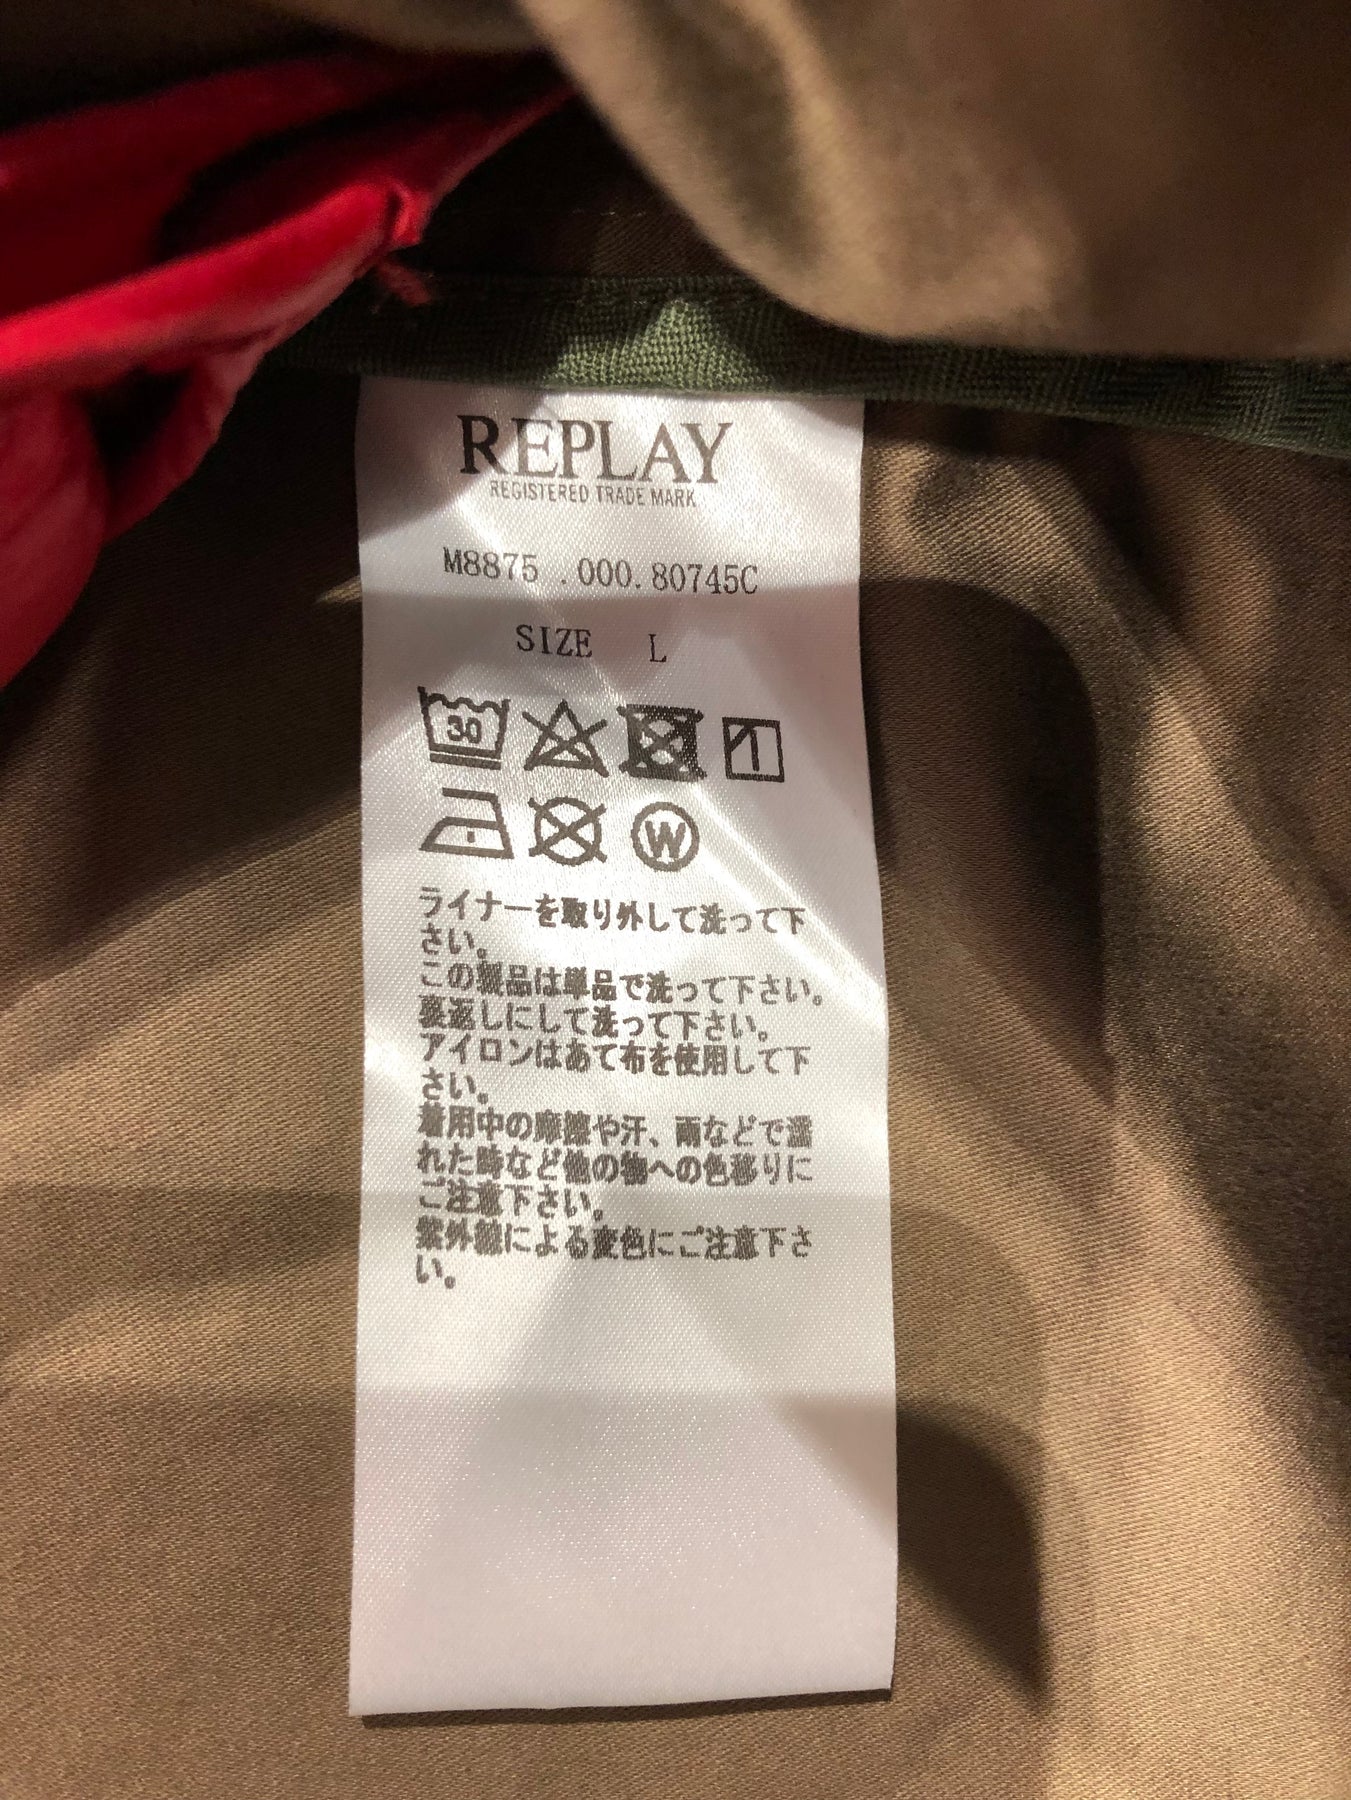 REPLAY
REGISTERED TRADE MARK
M8875 .000.80745C
SIZE L
30
W
ライナーを取り外して洗って下
さい。
この製品は単品で洗って下さい。
裏返しにして洗って下さい。
アイロンはあて布を使用して下
さい。
着用中の摩擦や汗、雨などで濡
れた時など他の物への色移りに
ご注意下さい。
紫外線による変色にご注意下さ
い。